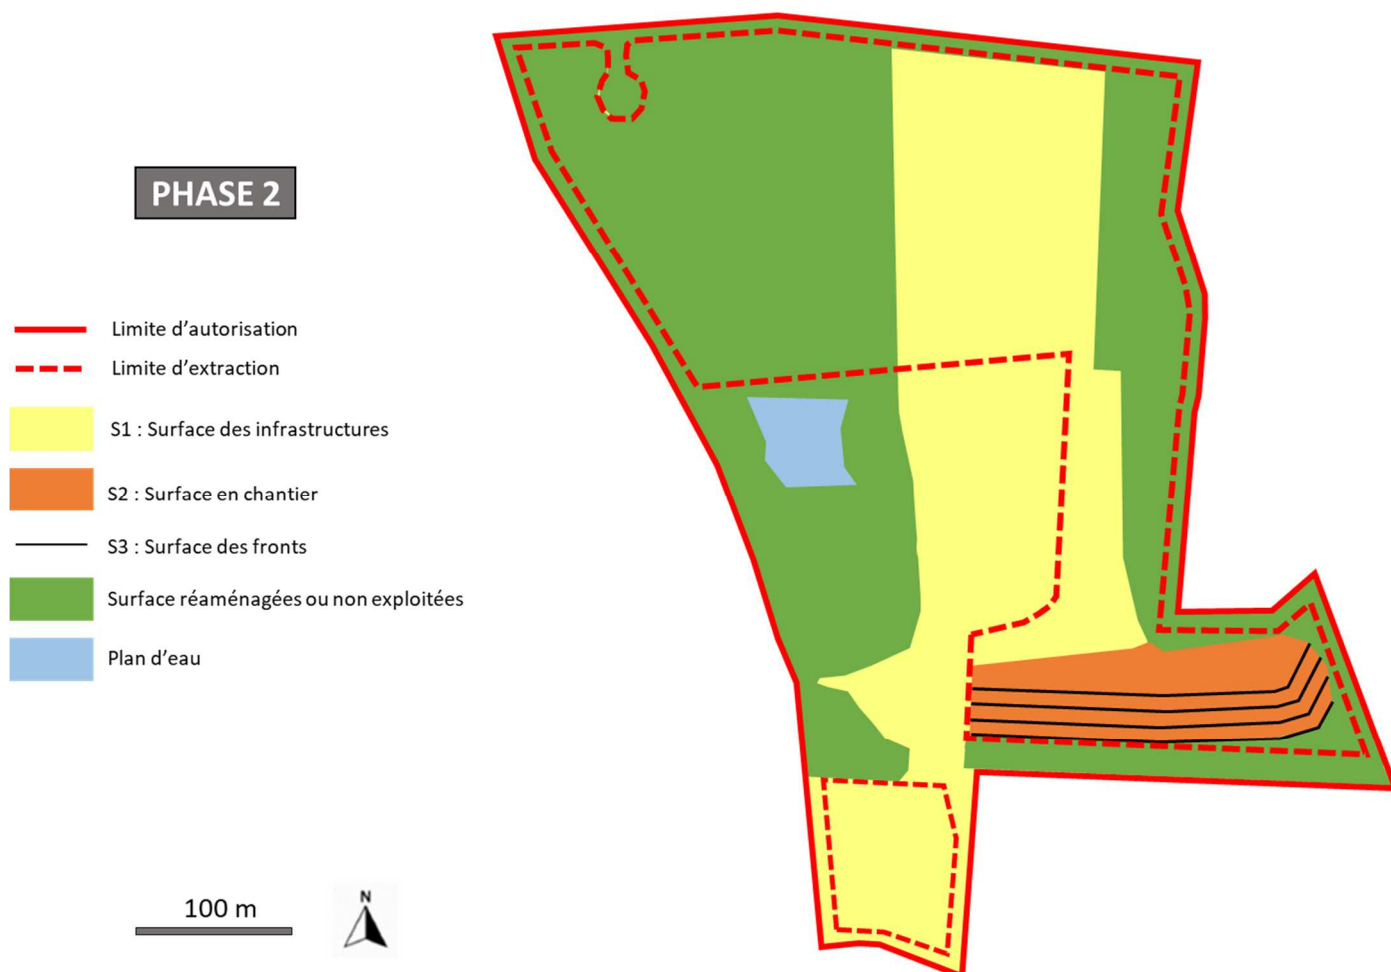 PHASE 2
Limite d'autorisation
Limite d'extraction
S1 : Surface des infrastructures
S2 : Surface en chantier
S3 : Surface des fronts
Surface réaménagées ou non exploitées
Plan d'eau
100 m
N